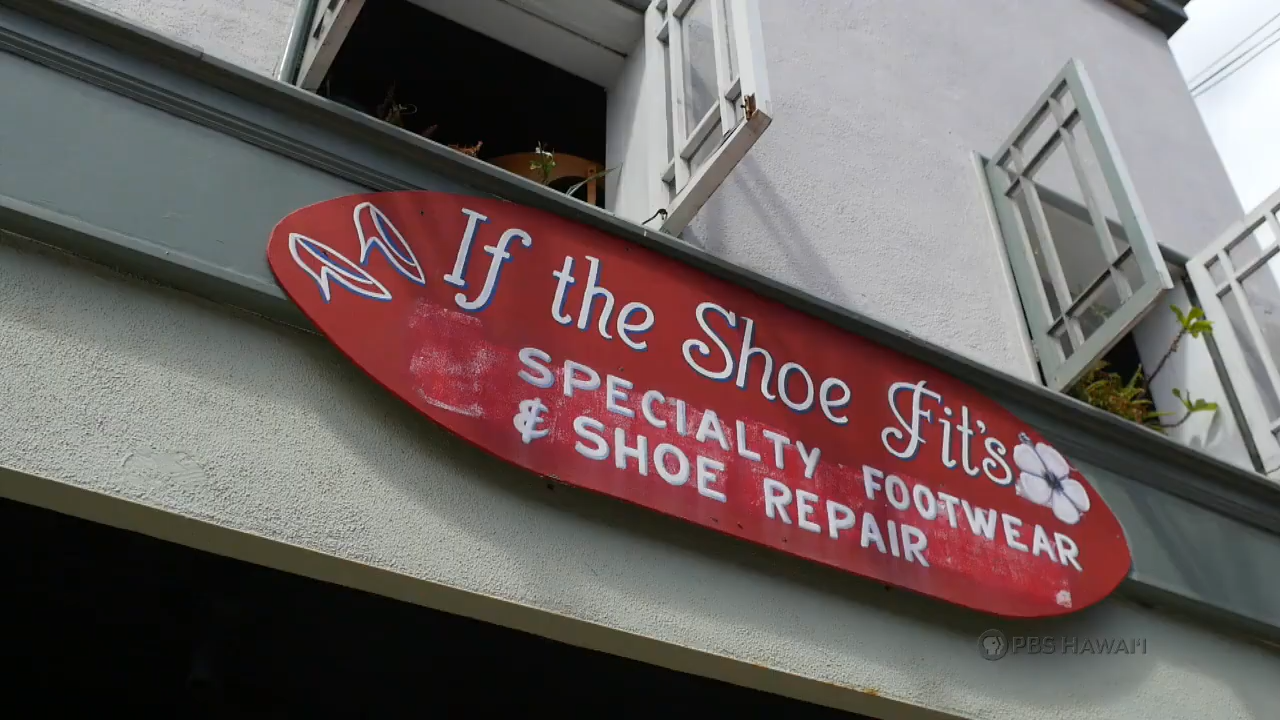 If the Shoe Fit's
SPECIALTY FOOTWEAR
& SHOE REPAIR
PBS HAWAI'I